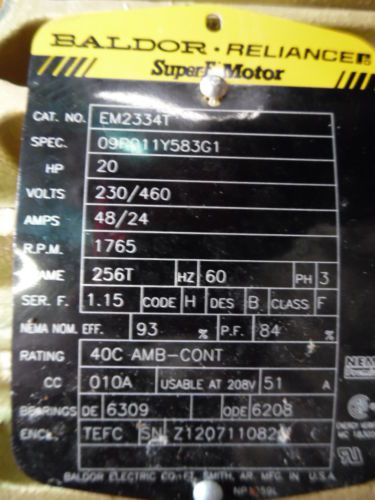 BALDOR • RELIANCE
Super-E Motor
CAT. NO. EM2334T
SPEC. 09P011Y583G1
HP 20
VOLTS 230/460
AMPS 48/24
R.P.M. 1765
AME 256T HZ 60 PH 3
SER. F. 1.15 CODE H DES B CLASS F
NEMA NOM. EFF. 93 % P.F. 84 %
RATING 40C AMB-CONT
CC 010A USABLE AT 208V 51 A
BEARINGS DE 6309 ODE 6208
ENCL TEFC SN Z120711082
BALDOR ELECTRIC CO. FT. SMITH, AR. MFG. IN U.S.A.